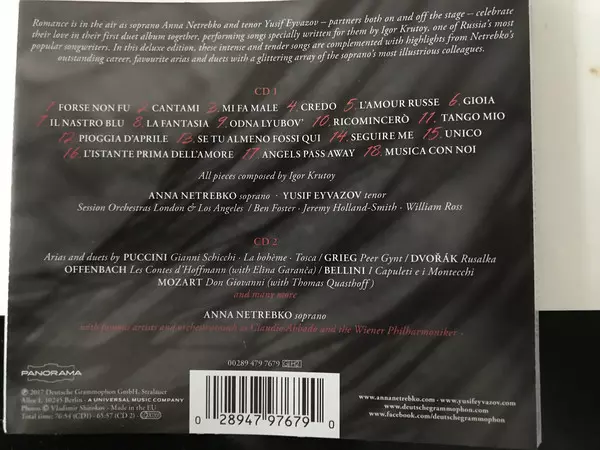 Romance is in the air as soprano Anna Netrebko and tenor Yusif Eyvazov – partners both on and off the stage – celebrate
their love in their first duet album together, performing songs specially written for them by Igor Krutoy, one of Russia's most
popular songwriters. In this deluxe edition, these intense and tender songs are complemented with highlights from Netrebko's
outstanding career, favourite arias and duets with a glittering array of the soprano's most illustrious colleagues.
CD 1
1. FORSE NON FU 2. CANTAMI 3. MI FA MALE 4. CREDO 5. L'AMOUR RUSSE 6. GIOIA
7. IL NASTRO BLU 8. LA FANTASIA 9. ODNA LYUBOV' 10. RICOMINCERÒ 11. TANGO MIO
12. PIOGGIA D'APRILE 13. SE TU ALMENO FOSSI QUI 14. SEGUIRE ME 15. UNICO
16. L'ISTANTE PRIMA DELL'AMORE 17. ANGELS PASS AWAY 18. MUSICA CON NOI
All pieces composed by Igor Krutoy
ANNA NETREBKO soprano · YUSIF EYVAZOV tenor
Session Orchestras London & Los Angeles / Ben Foster · Jeremy Holland-Smith · William Ross
CD 2
Arias and duets by PUCCINI Gianni Schicchi · La bohème · Tosca / GRIEG Peer Gynt / DVOŘÁK Rusalka
OFFENBACH Les Contes d'Hoffmann (with Elīna Garanča) / BELLINI I Capuleti e i Montecchi
MOZART Don Giovanni (with Thomas Quasthoff)
and many more
ANNA NETREBKO soprano
with famous artists and orchestras such as Claudio Abbado and the Wiener Philharmoniker
00289 479 7679 GH2
PANORAMA
℗ 2017 Deutsche Grammophon GmbH, Stralauer
Allee 1, 10245 Berlin · A UNIVERSAL MUSIC COMPANY
Photos © Vladimir Shirokov · Made in the EU
Total time: 76:54 (CD1) · 65:57 (CD 2)
0 28947 97679 0
www.annanetrebko.com · www.yusifeyvazov.com
www.deutschegrammophon.com
www.facebook.com/deutschegrammophon